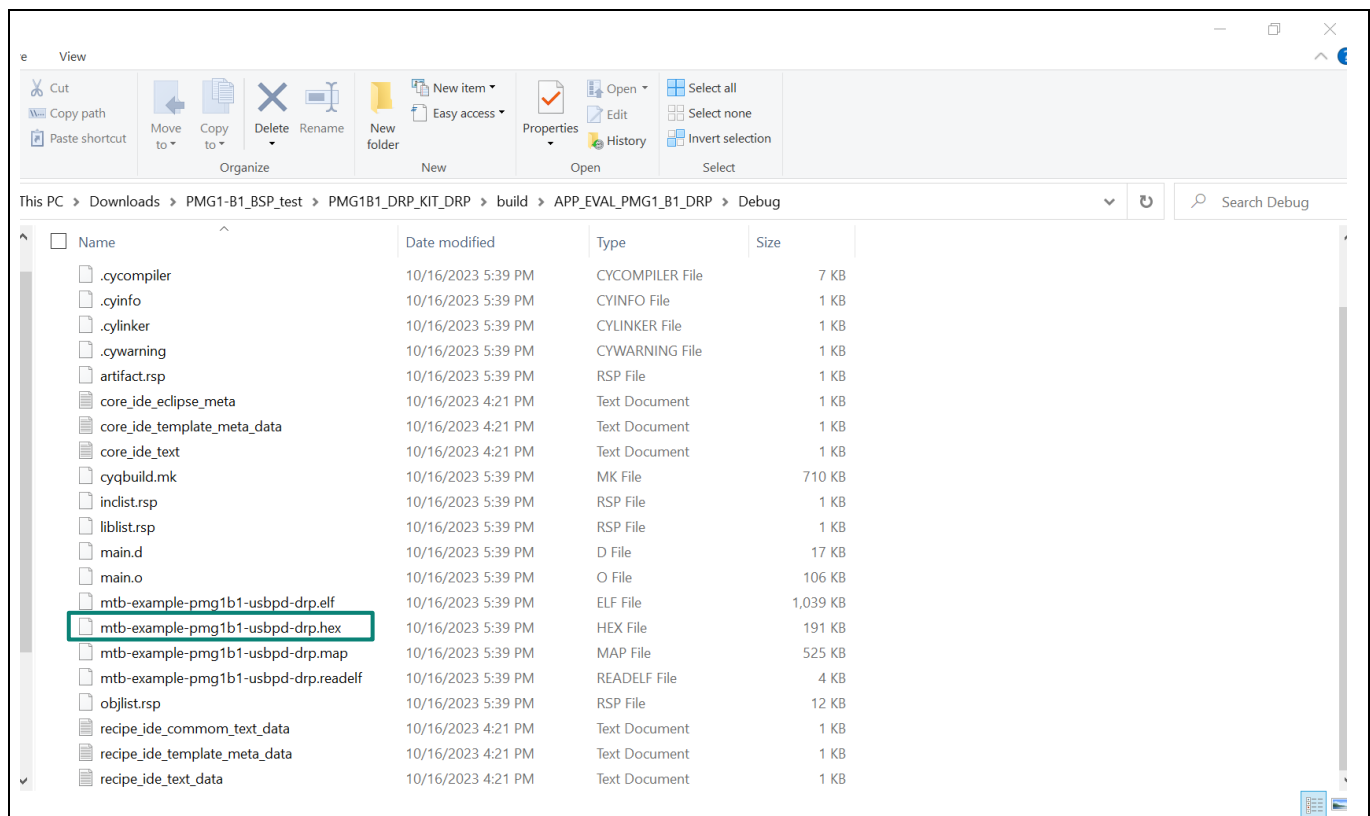 e View
Cut
Copy path
Paste shortcut
Move to
Copy to
Delete
Rename
Organize
New folder
New item
Easy access
New
Properties
Open
Edit
History
Open
Select all
Select none
Invert selection
Select
This PC > Downloads > PMG1-B1_BSP_test > PMG1B1_DRP_KIT_DRP > build > APP_EVAL_PMG1_B1_DRP > Debug
Search Debug
Name Date modified Type Size
.cycompiler 10/16/2023 5:39 PM CYCOMPILER File 7 KB
.cyinfo 10/16/2023 5:39 PM CYINFO File 1 KB
.cylinker 10/16/2023 5:39 PM CYLINKER File 1 KB
.cywarning 10/16/2023 5:39 PM CYWARNING File 1 KB
artifact.rsp 10/16/2023 5:39 PM RSP File 1 KB
core_ide_eclipse_meta 10/16/2023 4:21 PM Text Document 1 KB
core_ide_template_meta_data 10/16/2023 4:21 PM Text Document 1 KB
core_ide_text 10/16/2023 4:21 PM Text Document 1 KB
cyqbuild.mk 10/16/2023 5:39 PM MK File 710 KB
inclist.rsp 10/16/2023 5:39 PM RSP File 1 KB
liblist.rsp 10/16/2023 5:39 PM RSP File 1 KB
main.d 10/16/2023 5:39 PM D File 17 KB
main.o 10/16/2023 5:39 PM O File 106 KB
mtb-example-pmg1b1-usbpd-drp.elf 10/16/2023 5:39 PM ELF File 1,039 KB
mtb-example-pmg1b1-usbpd-drp.hex 10/16/2023 5:39 PM HEX File 191 KB
mtb-example-pmg1b1-usbpd-drp.map 10/16/2023 5:39 PM MAP File 525 KB
mtb-example-pmg1b1-usbpd-drp.readelf 10/16/2023 5:39 PM READELF File 4 KB
objlist.rsp 10/16/2023 5:39 PM RSP File 12 KB
recipe_ide_commom_text_data 10/16/2023 4:21 PM Text Document 1 KB
recipe_ide_template_meta_data 10/16/2023 4:21 PM Text Document 1 KB
recipe_ide_text_data 10/16/2023 4:21 PM Text Document 1 KB